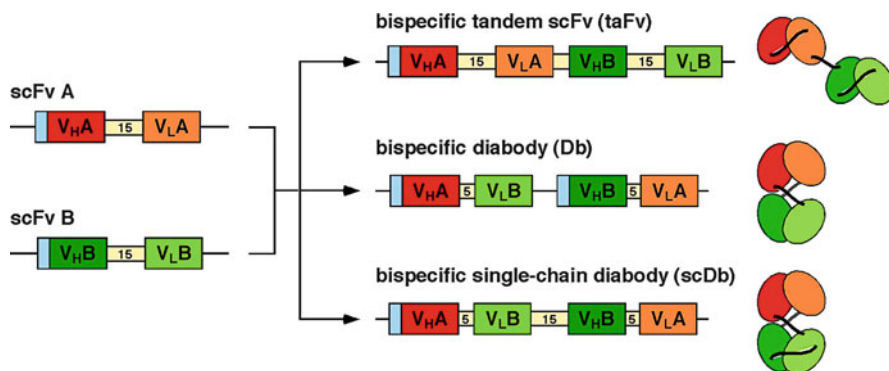 bispecific tandem scFv (taFv)
VHA 15 VLA VHB 15 VLB
scFv A
VHA 15 VLA
bispecific diabody (Db)
VHA 5 VLB VHB 5 VLA
scFv B
VHB 15 VLB
bispecific single-chain diabody (scDb)
VHA 5 VLB 15 VHB 5 VLA